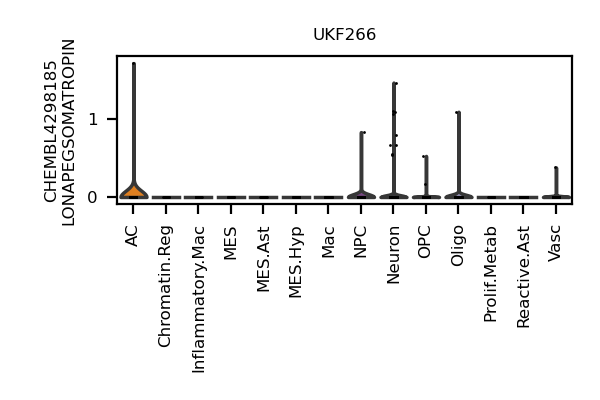 UKF266
CHEMBL4298185
LONAPEGSOMATROPIN
1
0
AC
Chromatin.Reg
Inflammatory.Mac
MES
MES.Ast
MES.Hyp
Mac
NPC
Neuron
OPC
Oligo
Prolif.Metab
Reactive.Ast
Vasc